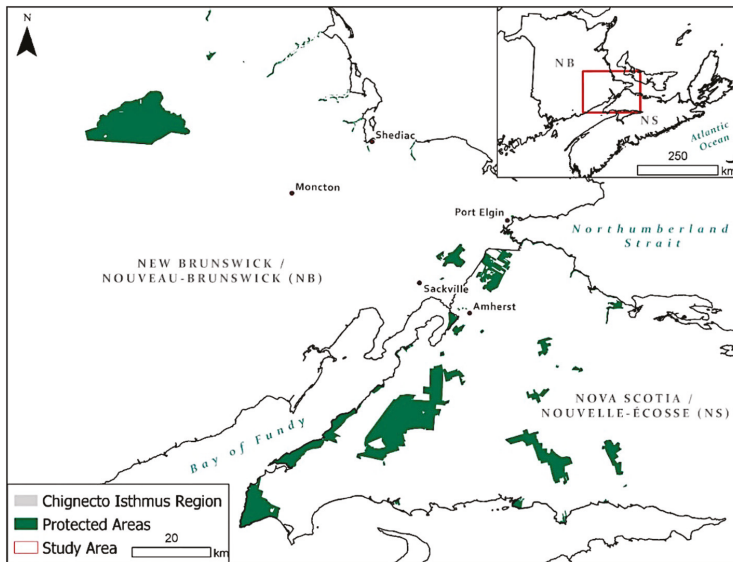 N
NB
NS
Atlantic
Ocean
250
km
Shediac
Moncton
Port Elgin
Northumberland
Strait
NEW BRUNSWICK /
NOUVEAU-BRUNSWICK (NB)
Sackville
Amherst
NOVA SCOTIA /
NOUVELLE-ÉCOSSE (NS)
Bay of Fundy
Chignecto Isthmus Region
Protected Areas
Study Area
20
km